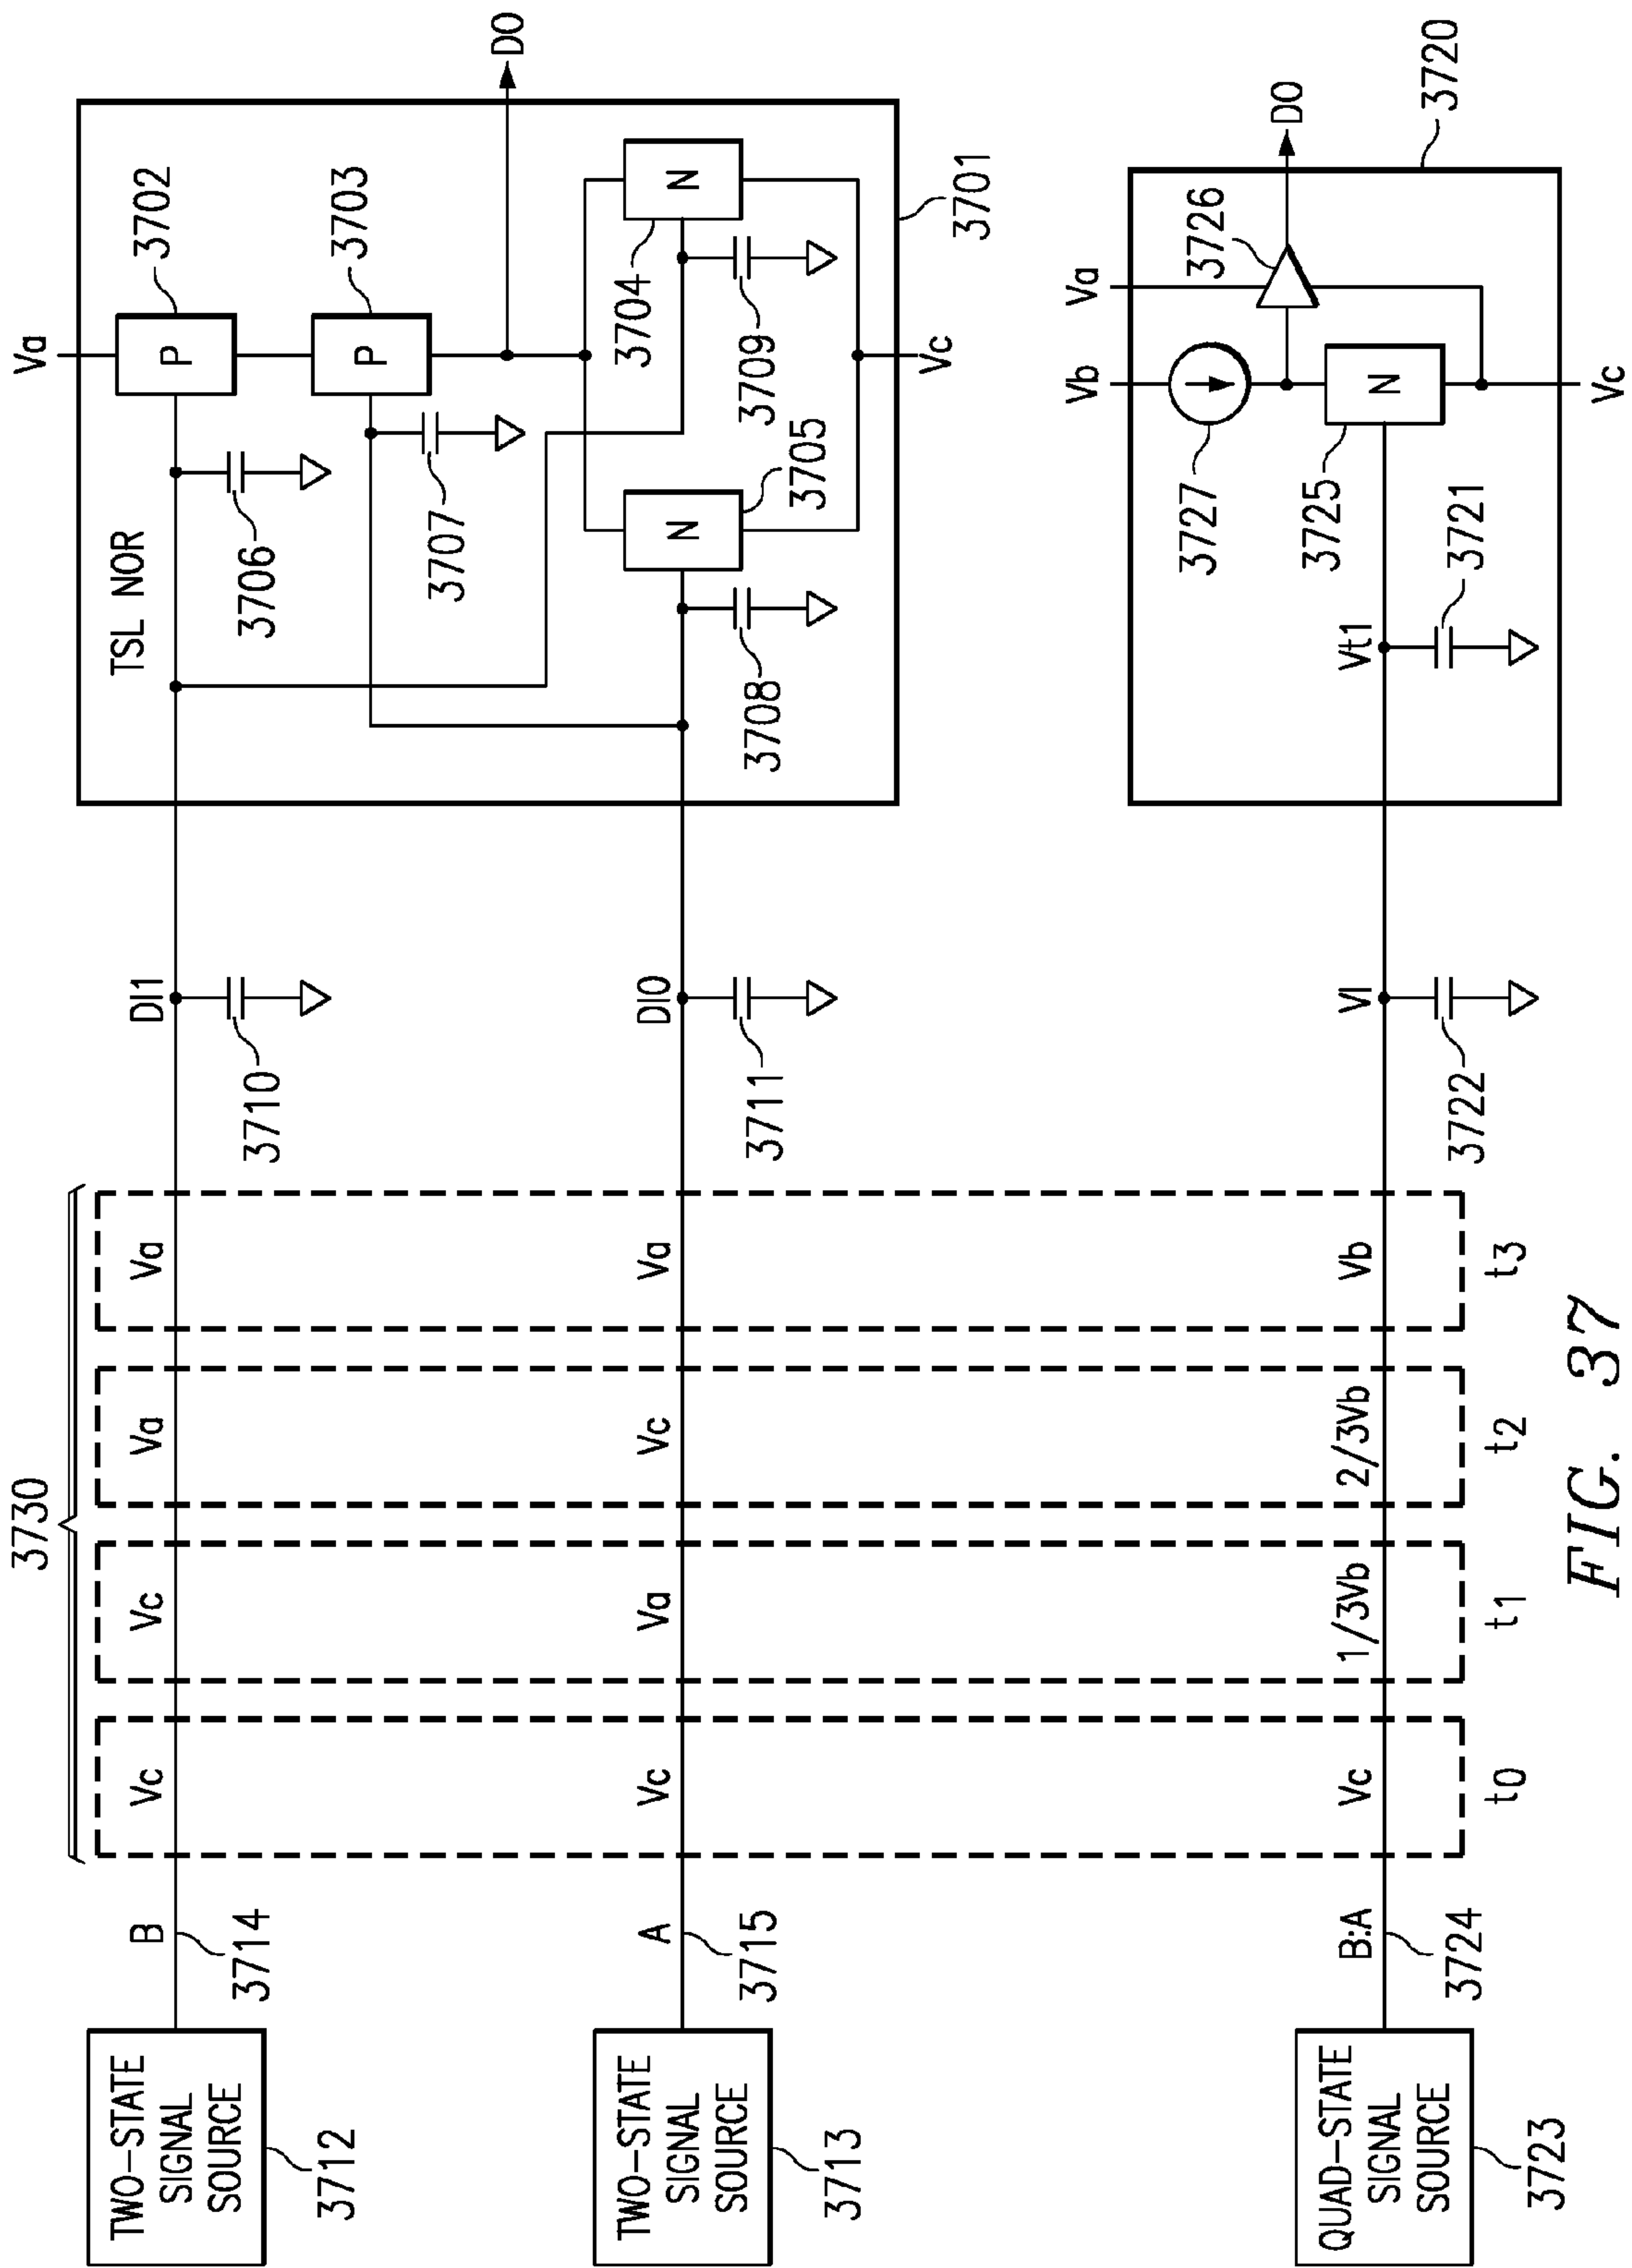 3730
TWO-STATE
SIGNAL
SOURCE
3712
B
3714
Vc
Vc
Va
Va
DI1
3710
TSL NOR
3706
Va
P
3702
P
3703
3707
DO
N
3704
3709
N
3705
3708
Vc
3701
TWO-STATE
SIGNAL
SOURCE
3713
A
3715
Vc
Va
Vc
Va
DI0
3711
QUAD-STATE
SIGNAL
SOURCE
3723
B:A
3724
Vc
1/3Vb
2/3Vb
Vb
t0
t1
t2
t3
VI
3722
Vt1
3721
Vb
Va
3727
3726
DO
N
3725
Vc
3720
FIG. 37